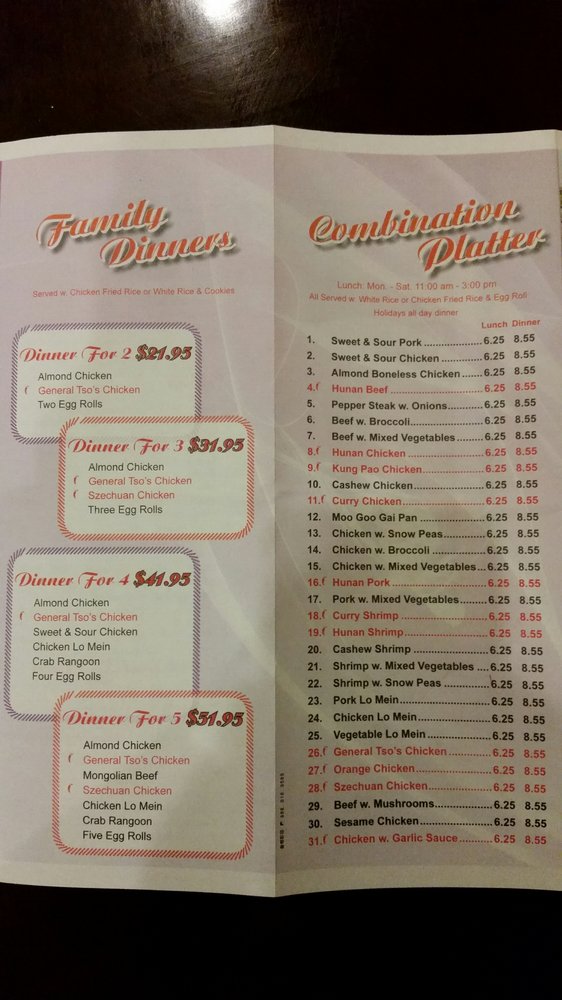 Family
Dinners
Served w. Chicken Fried Rice or White Rice & Cookies
Dinner For 2 $21.95
Almond Chicken
General Tso's Chicken
Two Egg Rolls
Dinner For 3 $31.95
Almond Chicken
General Tso's Chicken
Szechuan Chicken
Three Egg Rolls
Dinner For 4 $41.95
Almond Chicken
General Tso's Chicken
Sweet & Sour Chicken
Chicken Lo Mein
Crab Rangoon
Four Egg Rolls
Dinner For 5 $51.95
Almond Chicken
General Tso's Chicken
Mongolian Beef
Szechuan Chicken
Chicken Lo Mein
Crab Rangoon
Five Egg Rolls
Combination
Platter
Lunch: Mon. - Sat. 11:00 am - 3:00 pm
All Served w. White Rice or Chicken Fried Rice & Egg Roll
Holidays all day dinner
Lunch Dinner
1. Sweet & Sour Pork ................... 6.25 8.55
2. Sweet & Sour Chicken .............. 6.25 8.55
3. Almond Boneless Chicken ....... 6.25 8.55
4. Hunan Beef .............................. 6.25 8.55
5. Pepper Steak w. Onions............ 6.25 8.55
6. Beef w. Broccoli........................ 6.25 8.55
7. Beef w. Mixed Vegetables ......... 6.25 8.55
8. Hunan Chicken ......................... 6.25 8.55
9. Kung Pao Chicken..................... 6.25 8.55
10. Cashew Chicken....................... 6.25 8.55
11. Curry Chicken........................... 6.25 8.55
12. Moo Goo Gai Pan ...................... 6.25 8.55
13. Chicken w. Snow Peas.............. 6.25 8.55
14. Chicken w. Broccoli .................. 6.25 8.55
15. Chicken w. Mixed Vegetables... 6.25 8.55
16. Hunan Pork ............................... 6.25 8.55
17. Pork w. Mixed Vegetables......... 6.25 8.55
18. Curry Shrimp ............................ 6.25 8.55
19. Hunan Shrimp........................... 6.25 8.55
20. Cashew Shrimp ........................ 6.25 8.55
21. Shrimp w. Mixed Vegetables .... 6.25 8.55
22. Shrimp w. Snow Peas ............... 6.25 8.55
23. Pork Lo Mein............................. 6.25 8.55
24. Chicken Lo Mein....................... 6.25 8.55
25. Vegetable Lo Mein .................... 6.25 8.55
26. General Tso's Chicken .............. 6.25 8.55
27. Orange Chicken......................... 6.25 8.55
28. Szechuan Chicken..................... 6.25 8.55
29. Beef w. Mushrooms................... 6.25 8.55
30. Sesame Chicken........................ 6.25 8.55
31. Chicken w. Garlic Sauce ........... 6.25 8.55